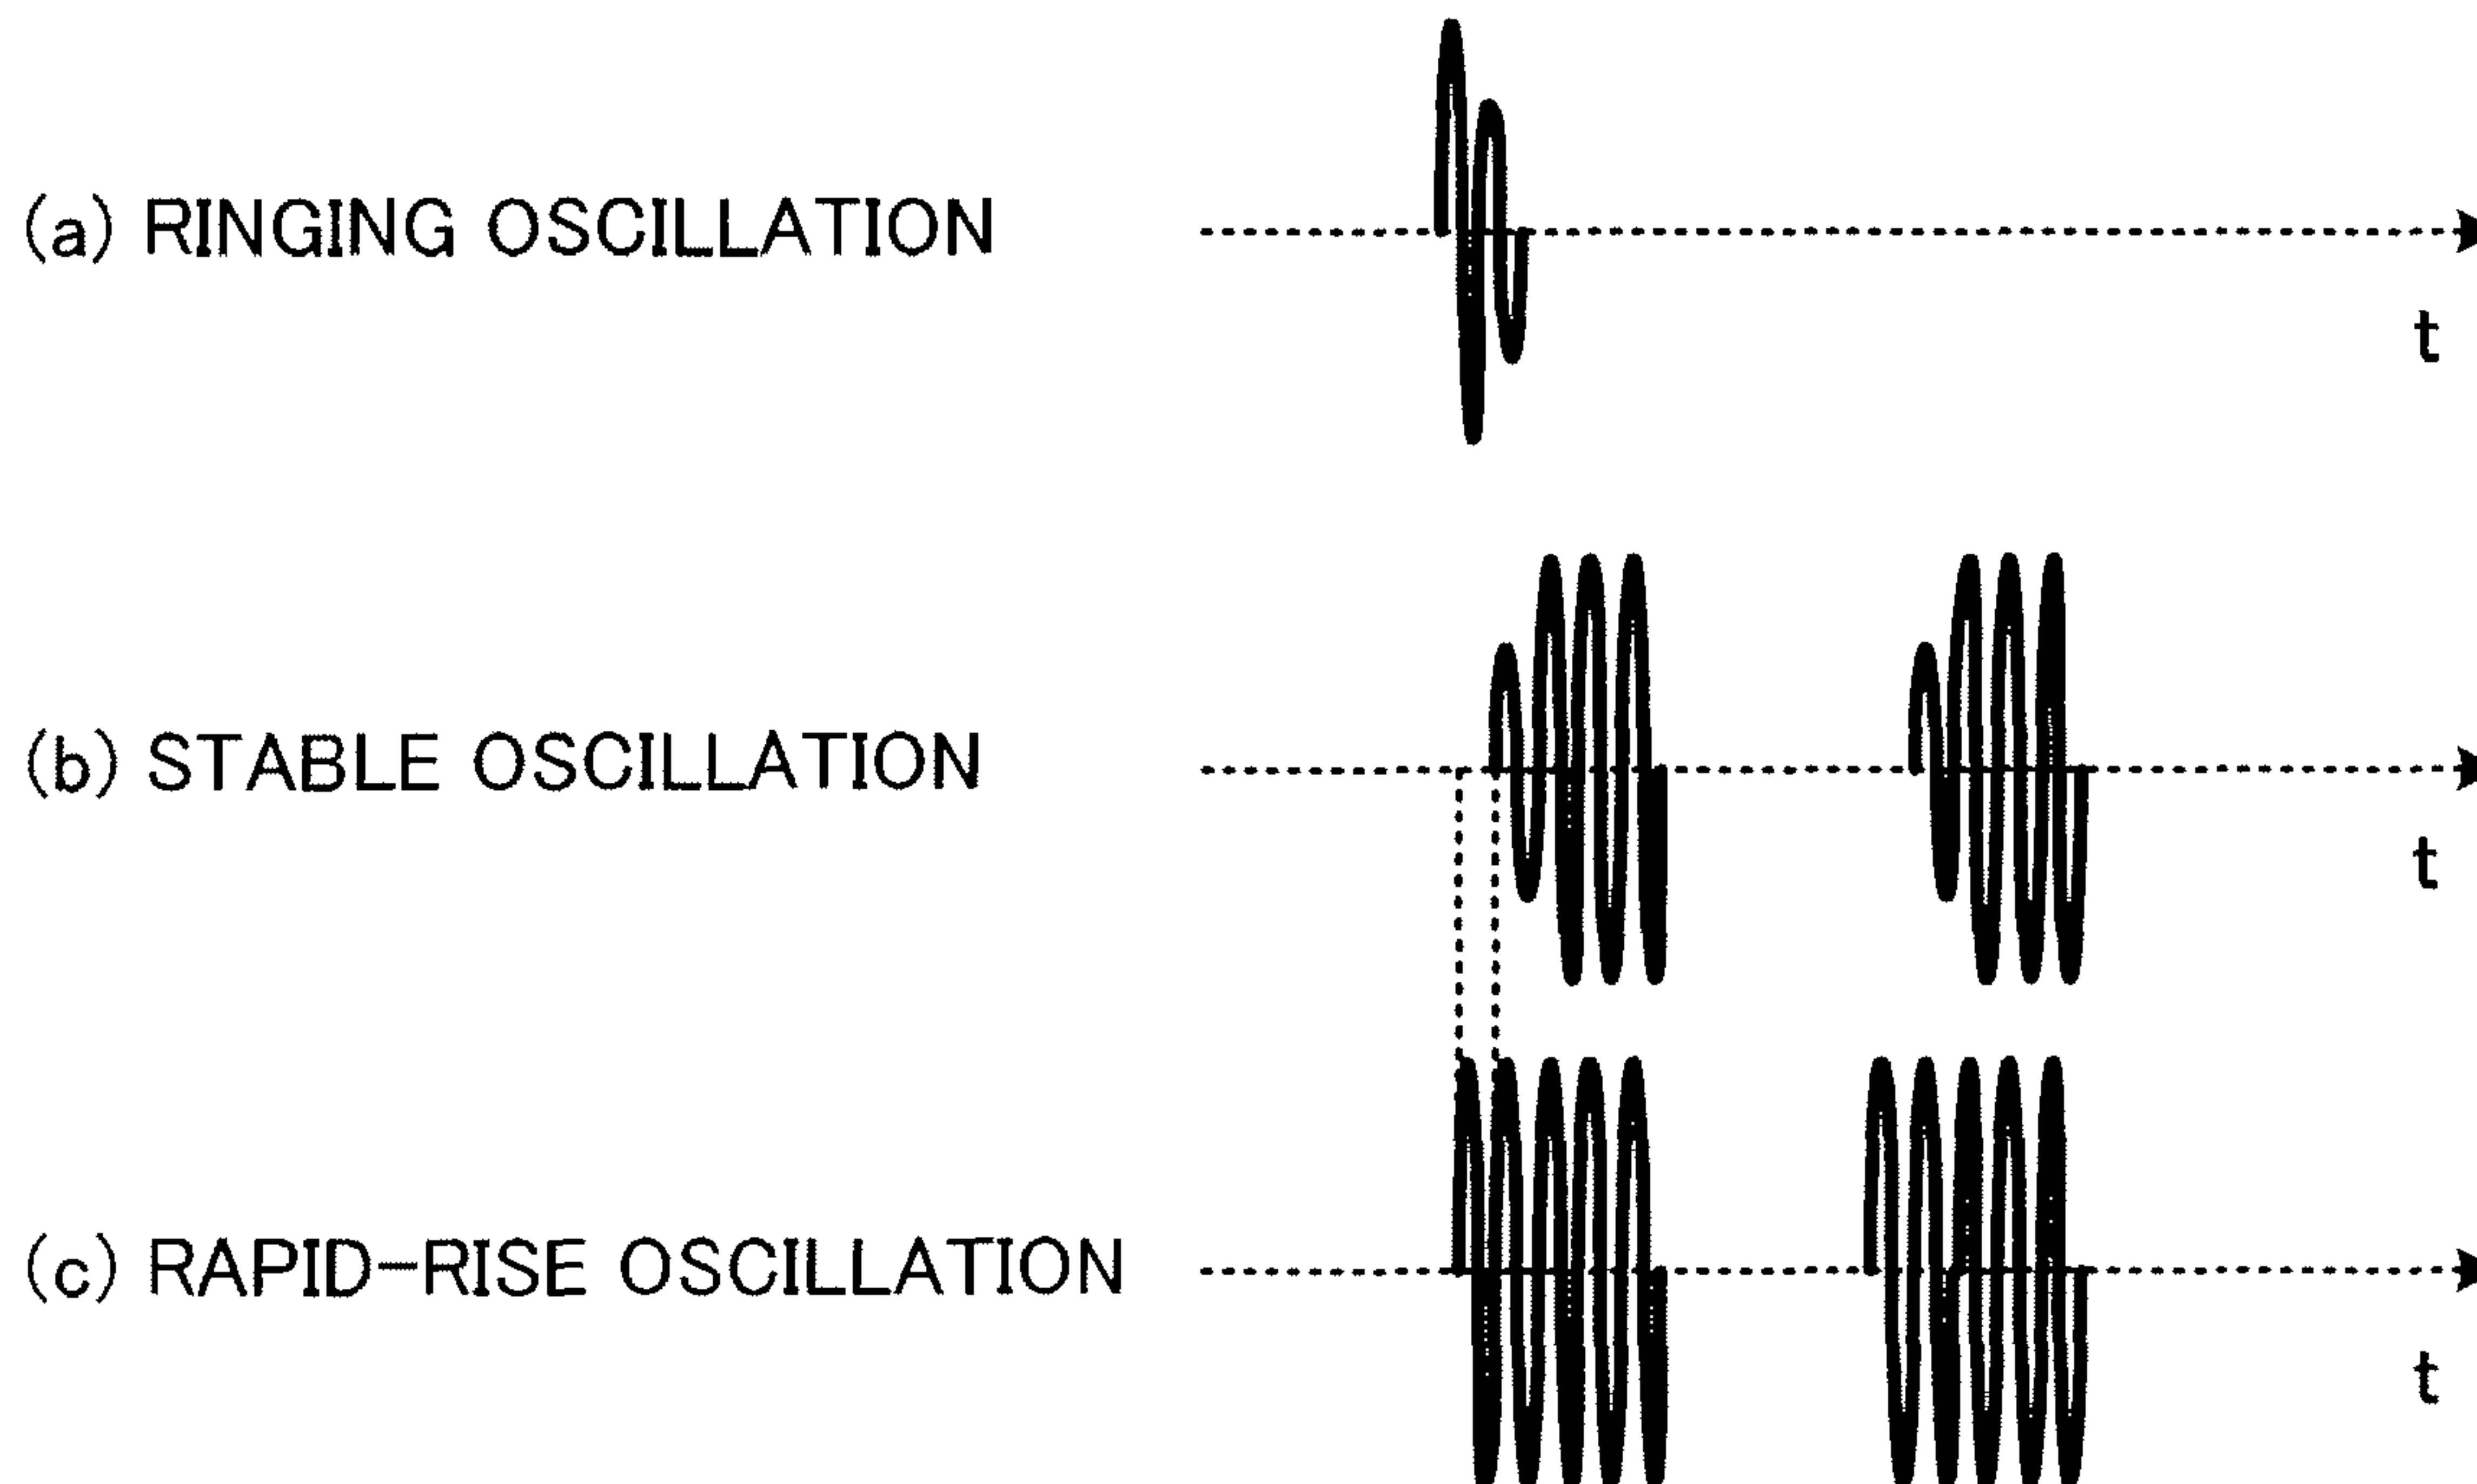 (a) RINGING OSCILLATION
t
(b) STABLE OSCILLATION
t
(c) RAPID-RISE OSCILLATION
t